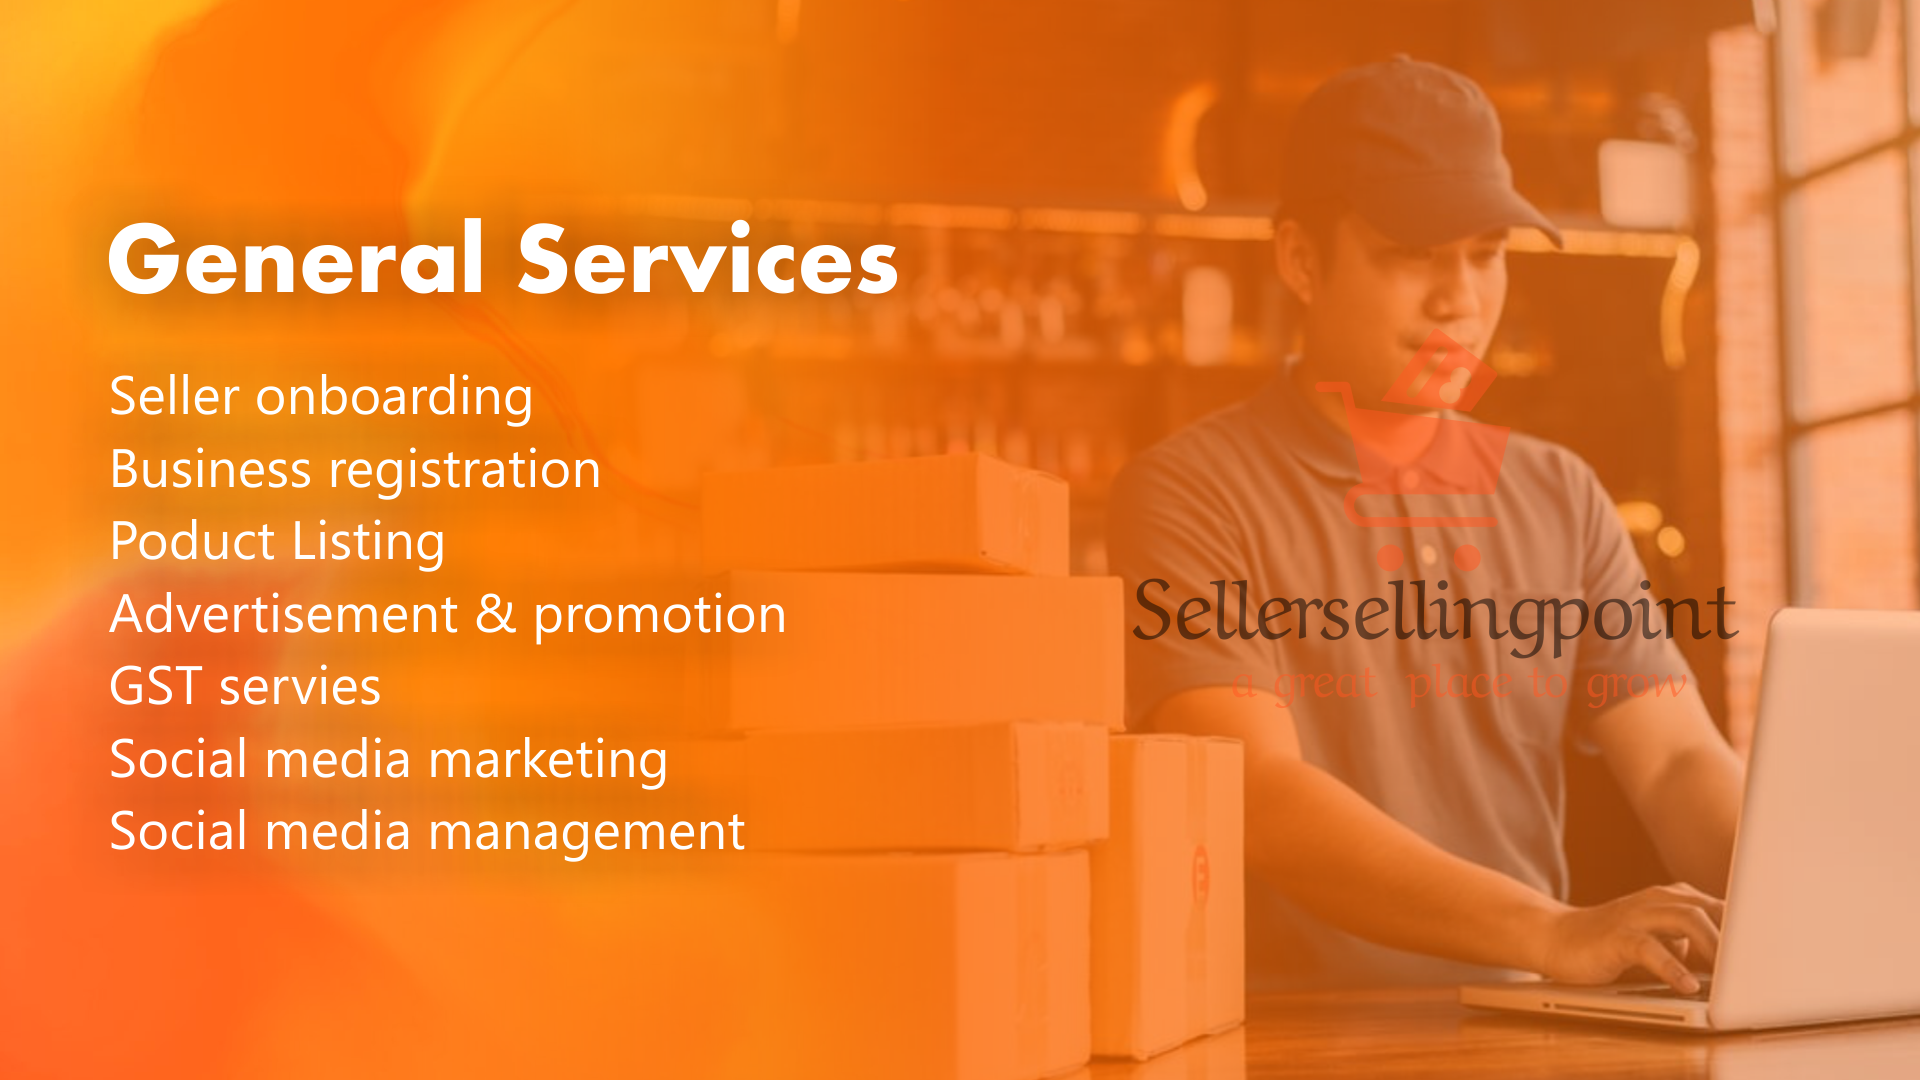 General Services
Seller onboarding
Business registration
Poduct Listing
Advertisement & promotion
GST servies
Social media marketing
Social media management
Sellersellingpoint
a great place to grow